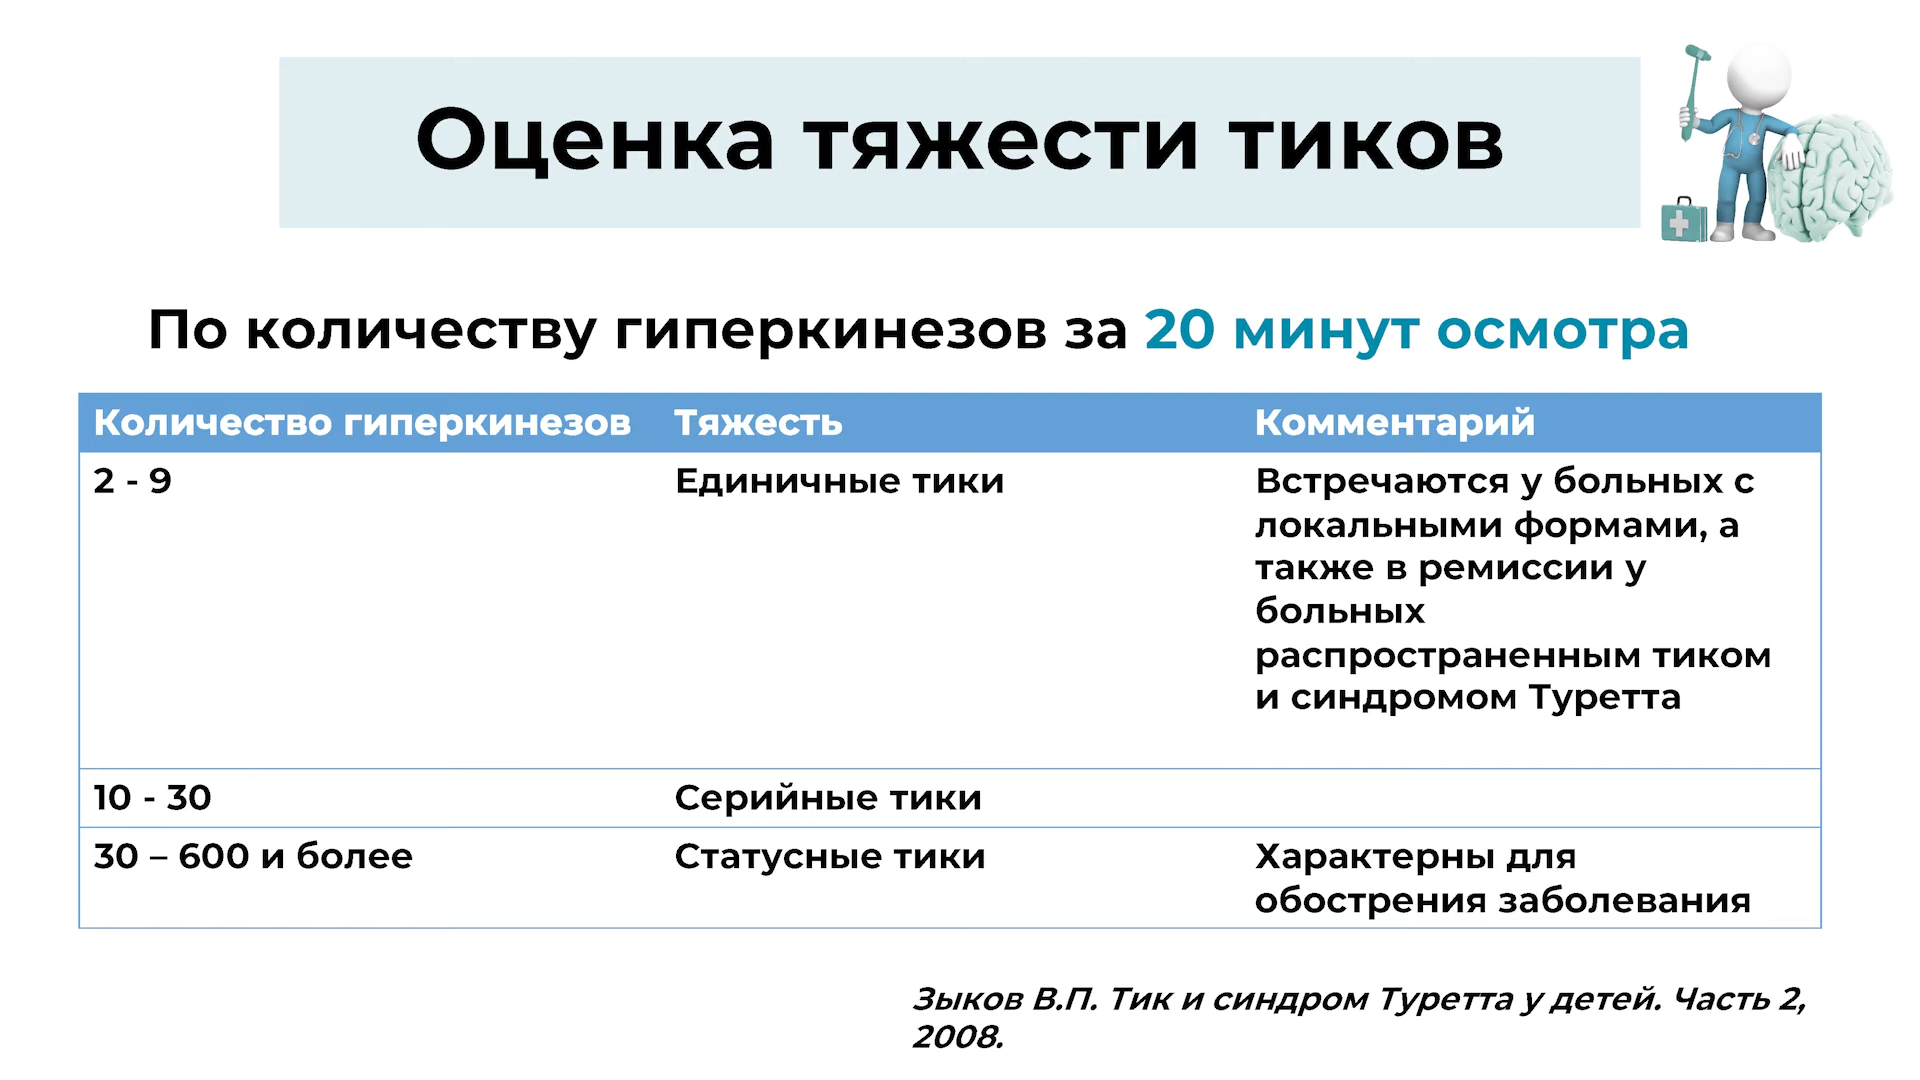 Оценка тяжести тиков
По количеству гиперкинезов за 20 минут осмотра
Количество гиперкинезов Тяжесть Комментарий
2 - 9 Единичные тики Встречаются у больных с
локальными формами, а
также в ремиссии у
больных
распространенным тиком
и синдромом Туретта
10 - 30 Серийные тики
30 – 600 и более Статусные тики Характерны для
обострения заболевания
Зыков В.П. Тик и синдром Туретта у детей. Часть 2,
2008.